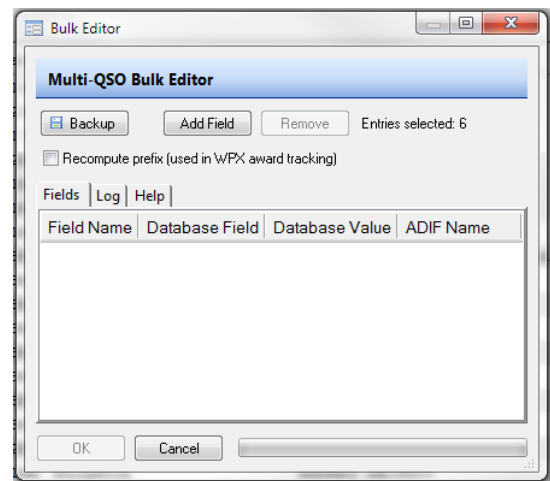 Bulk Editor
Multi-QSO Bulk Editor
Backup Add Field Remove Entries selected: 6
Recompute prefix (used in WPX award tracking)
Fields Log Help
Field Name Database Field Database Value ADIF Name
OK Cancel